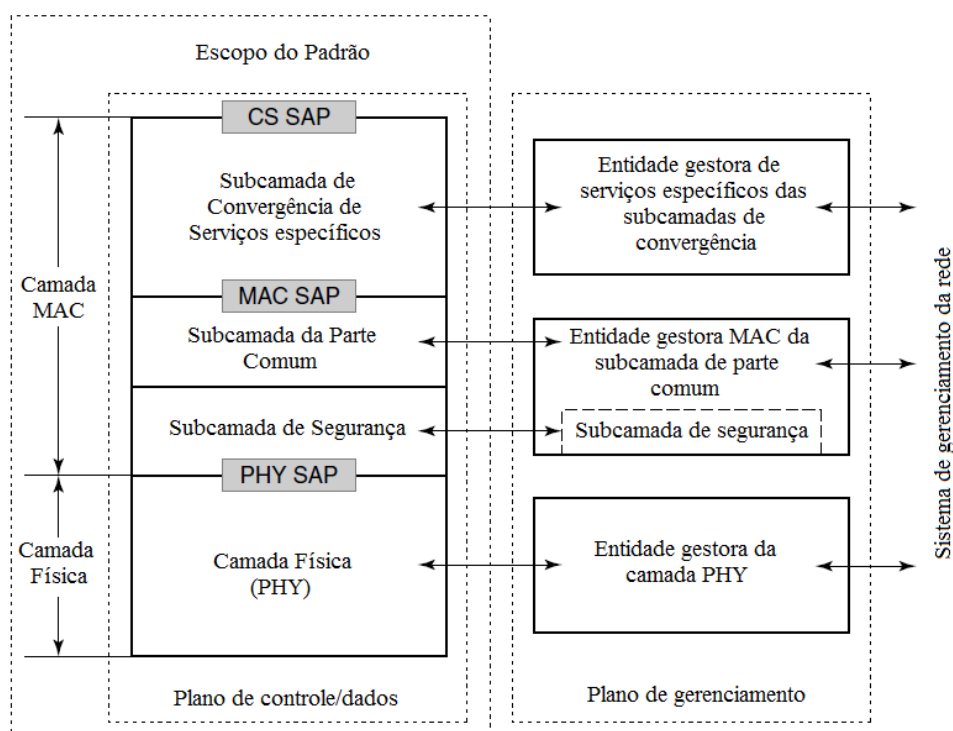 Escopo do Padrão
CS SAP
Subcamada de
Convergência de
Serviços específicos
Entidade gestora de
serviços específicos das
subcamadas de
convergência
Camada
MAC
MAC SAP
Subcamada da Parte
Comum
Entidade gestora MAC da
subcamada de parte
comum
Subcamada de Segurança
Subcamada de segurança
PHY SAP
Camada
Física
Camada Física
(PHY)
Entidade gestora da
camada PHY
Plano de controle/dados
Plano de gerenciamento
Sistema de gerenciamento da rede